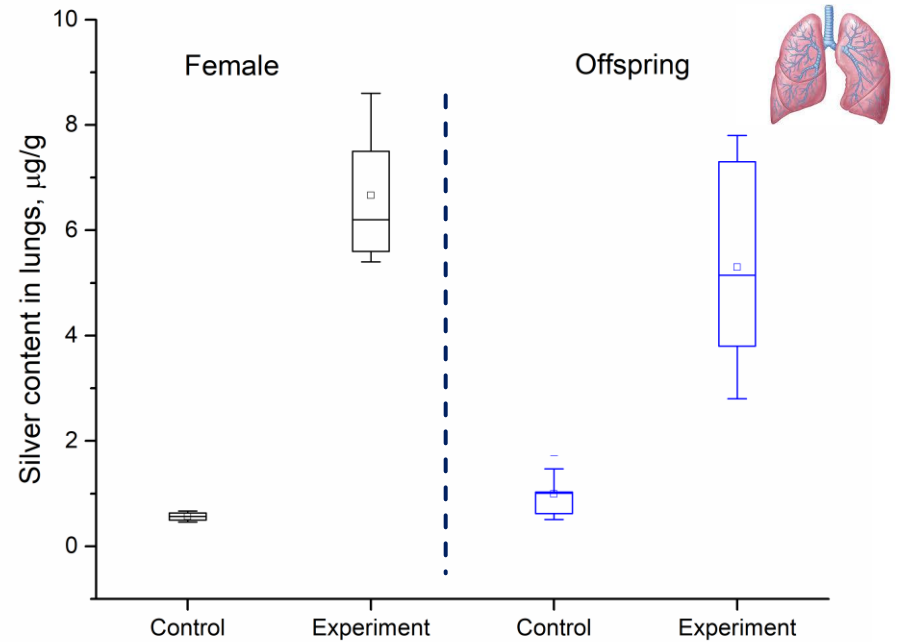 10
8
6
4
2
0
Silver content in lungs, μg/g
Female
Offspring
Control
Experiment
Control
Experiment